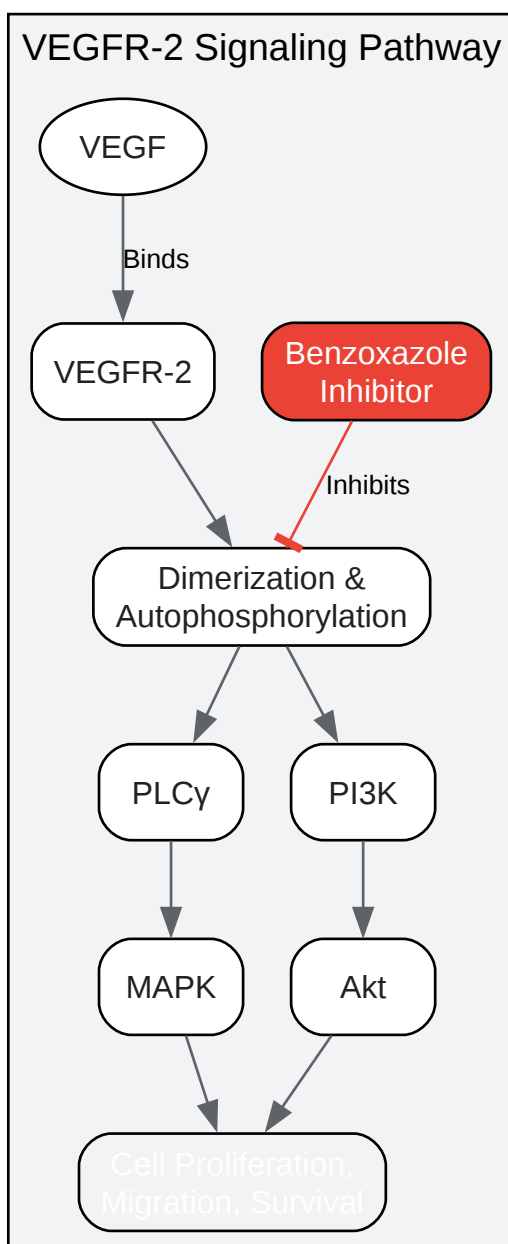 VEGFR-2 Signaling Pathway
VEGF
Binds
VEGFR-2
Benzoxazole
Inhibitor
Inhibits
Dimerization &
Autophosphorylation
PLCγ
PI3K
MAPK
Akt
Cell Proliferation,
Migration, Survival